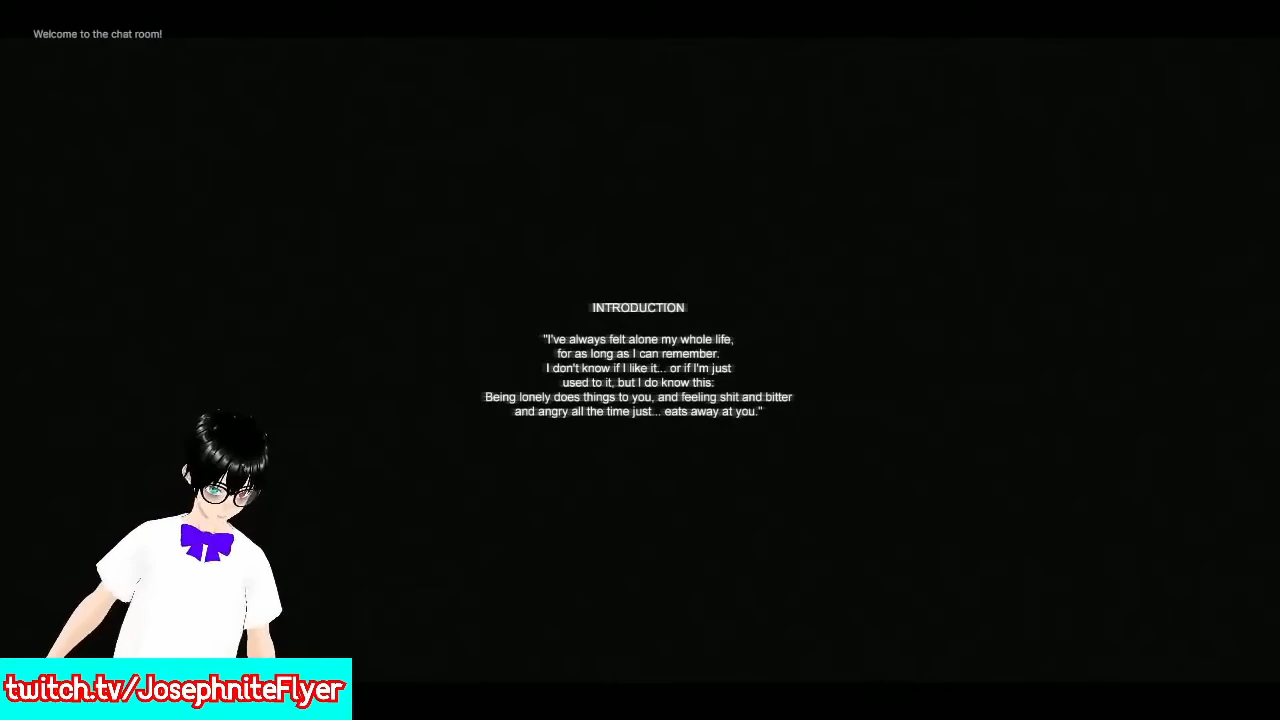 Welcome to the chat room!
INTRODUCTION
"I've always felt alone my whole life,
for as long as I can remember.
I don't know if I like it... or if I'm just
used to it, but I do know this:
Being lonely does things to you, and feeling shit and bitter
and angry all the time just... eats away at you."
twitch.tv/JosephniteFlyer